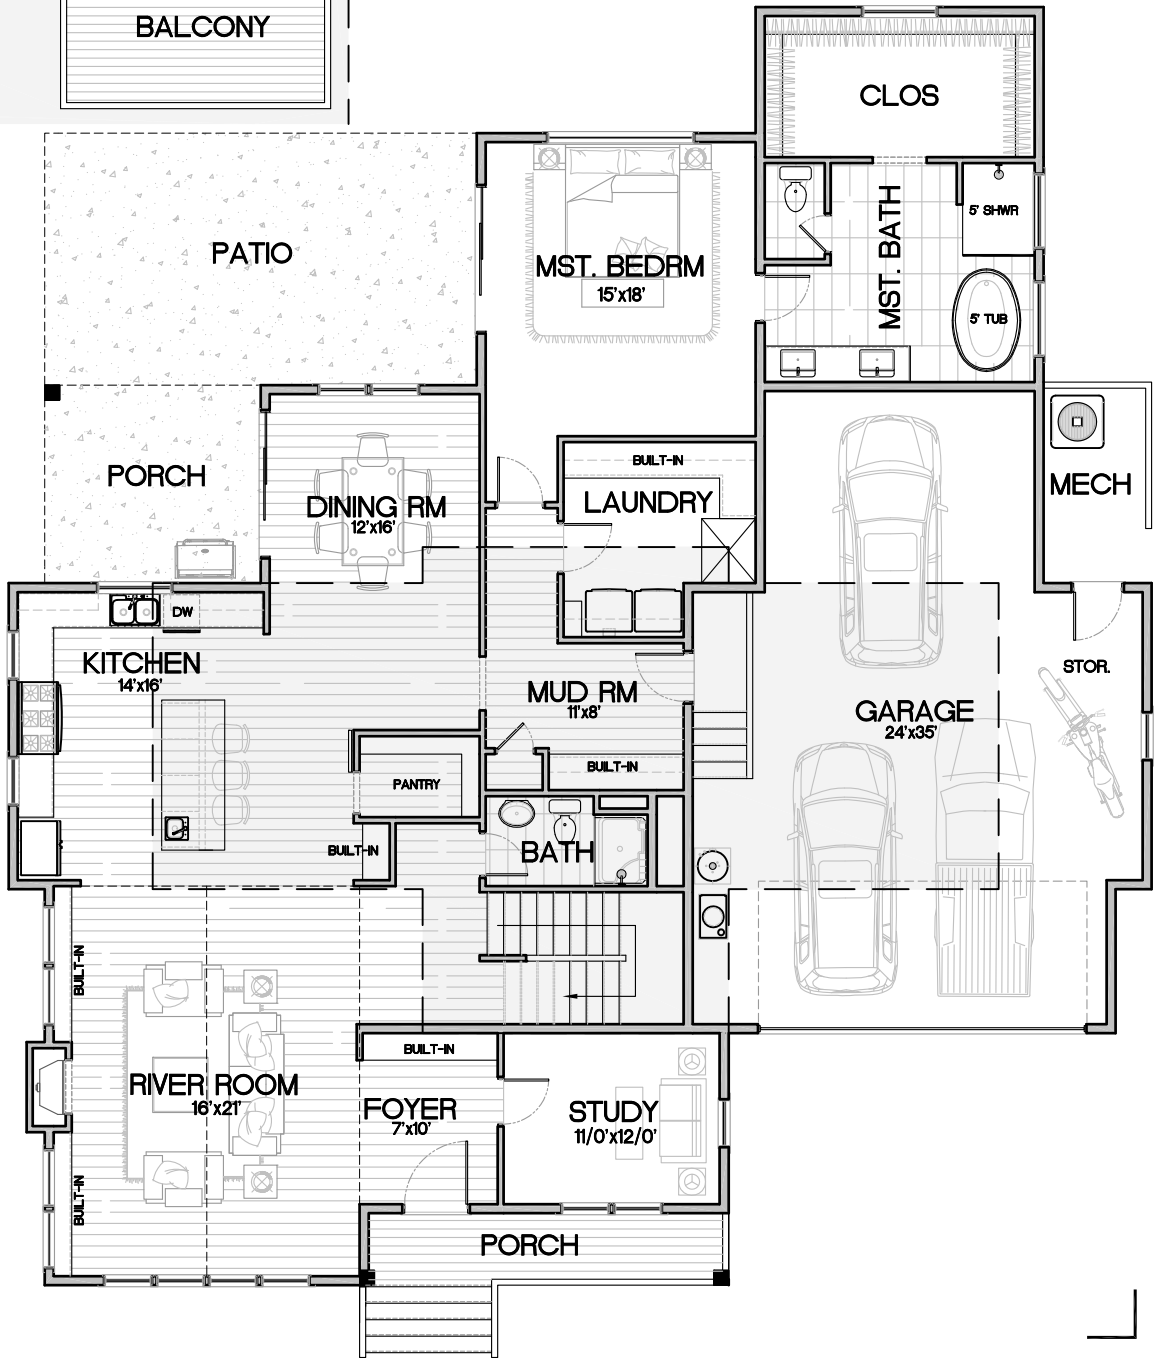 BALCONY
CLOS
PATIO
MST. BEDRM
15'x18'
MST. BATH
5' SHWR
5' TUB
PORCH
DINING RM
12'x16'
BUILT-IN
LAUNDRY
MECH
DW
KITCHEN
14'x16'
MUD RM
11'x8'
STOR.
GARAGE
24'x35'
BUILT-IN
PANTRY
BUILT-IN
BATH
BUILT-IN
BUILT-IN
RIVER ROOM
16'x21'
FOYER
7'x10'
STUDY
11/0'x12/0'
BUILT-IN
PORCH